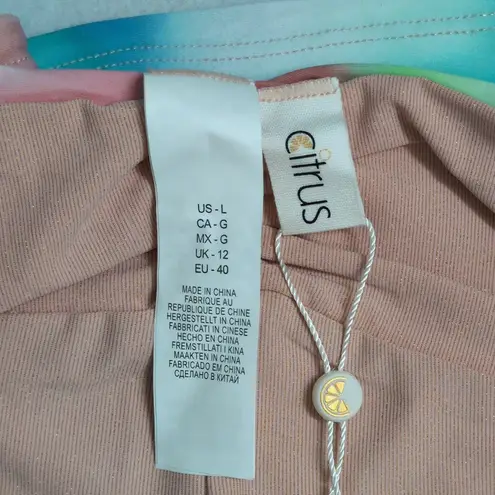 US - L
CA - G
MX - G
UK - 12
EU - 40
MADE IN CHINA
FABRIQUE AU
REPUBLIQUE DE CHINE
HERGESTELLT IN CHINA
FABBRICATI IN CINESE
HECHO EN CHINA
FREMSTILLAT I KINA
MAAKTEN IN CHINA
FABRICADO EM CHINA
СДЕЛАНО В КИТАЙ
citrus